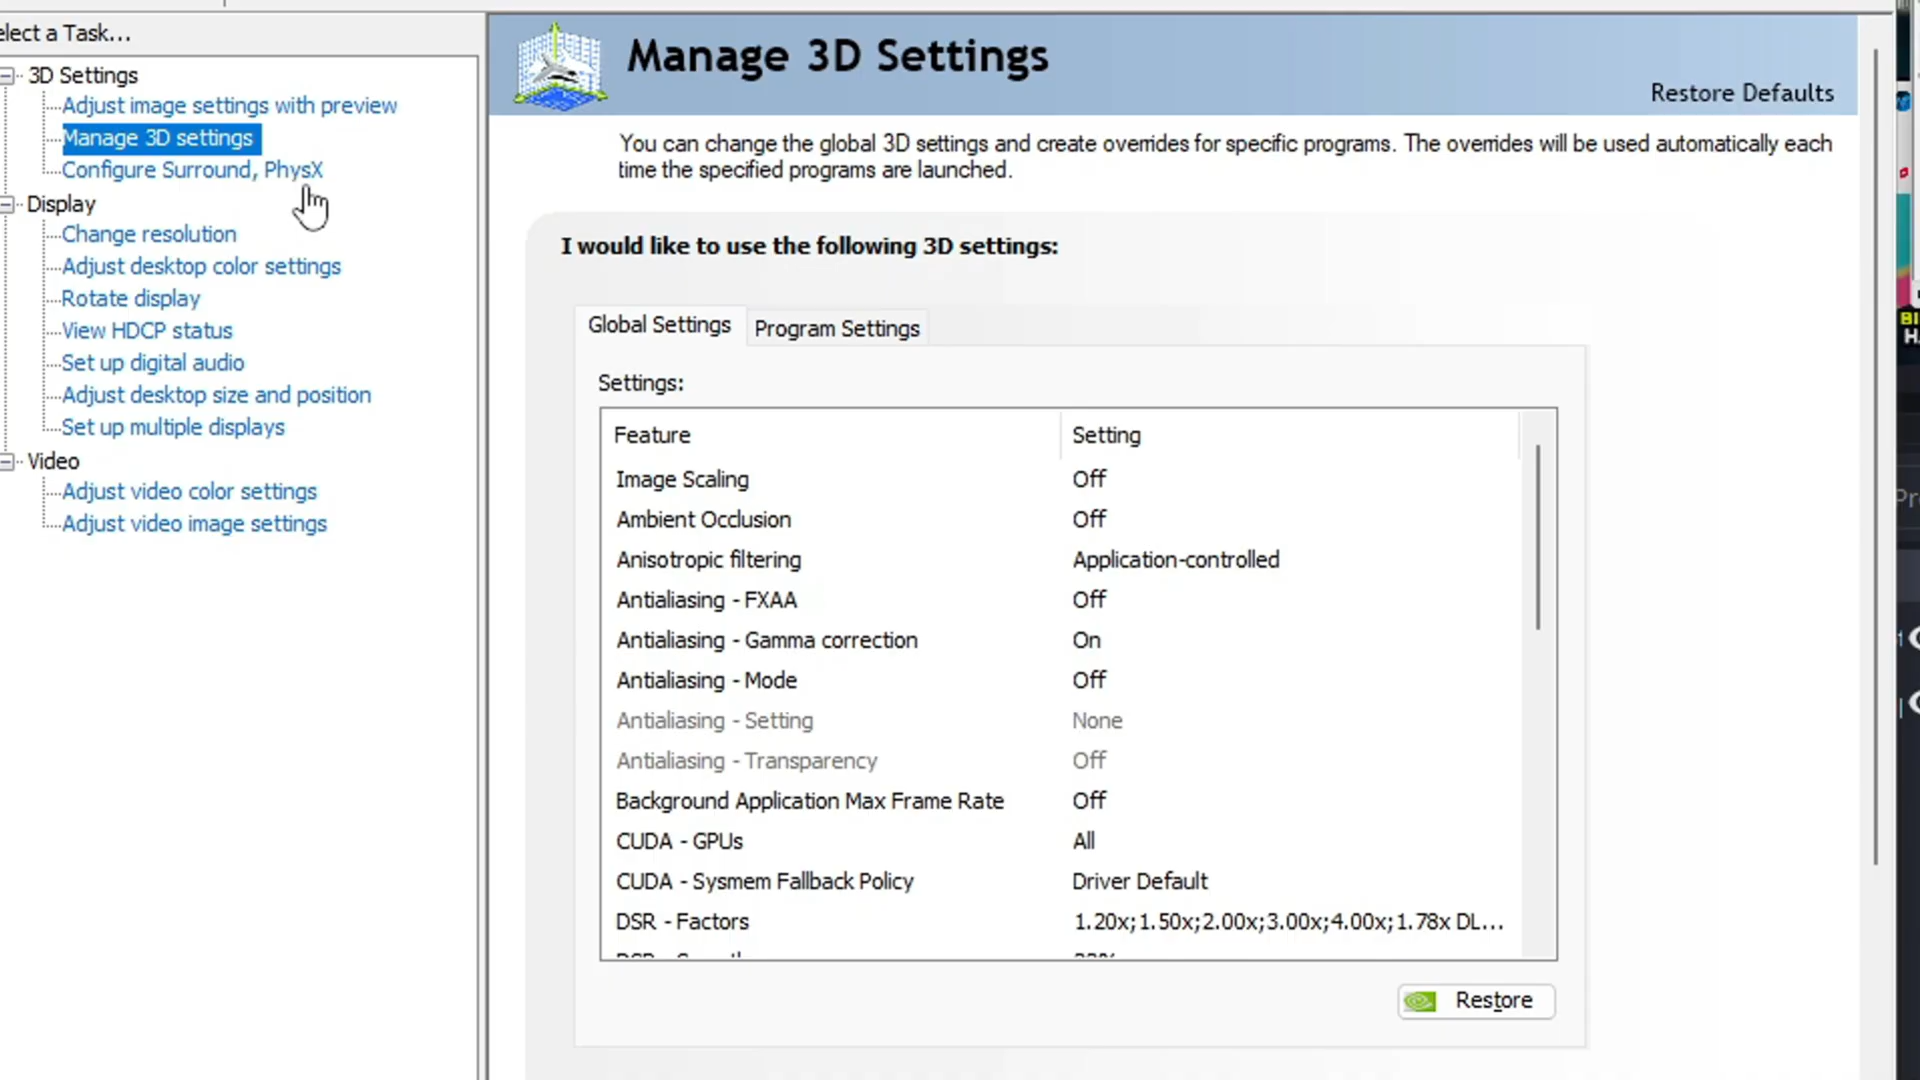 elect a Task...
3D Settings
Adjust image settings with preview
Manage 3D settings
Configure Surround, PhysX
Display
Change resolution
Adjust desktop color settings
Rotate display
View HDCP status
Set up digital audio
Adjust desktop size and position
Set up multiple displays
Video
Adjust video color settings
Adjust video image settings
Manage 3D Settings
Restore Defaults
You can change the global 3D settings and create overrides for specific programs. The overrides will be used automatically each
time the specified programs are launched.
I would like to use the following 3D settings:
Global Settings
Program Settings
Settings:
Feature Setting
Image Scaling Off
Ambient Occlusion Off
Anisotropic filtering Application-controlled
Antialiasing - FXAA Off
Antialiasing - Gamma correction On
Antialiasing - Mode Off
Antialiasing - Setting None
Antialiasing - Transparency Off
Background Application Max Frame Rate Off
CUDA - GPUs All
CUDA - Sysmem Fallback Policy Driver Default
DSR - Factors 1.20x;1.50x;2.00x;3.00x;4.00x;1.78x DL...
Restore
BI
H
Pr